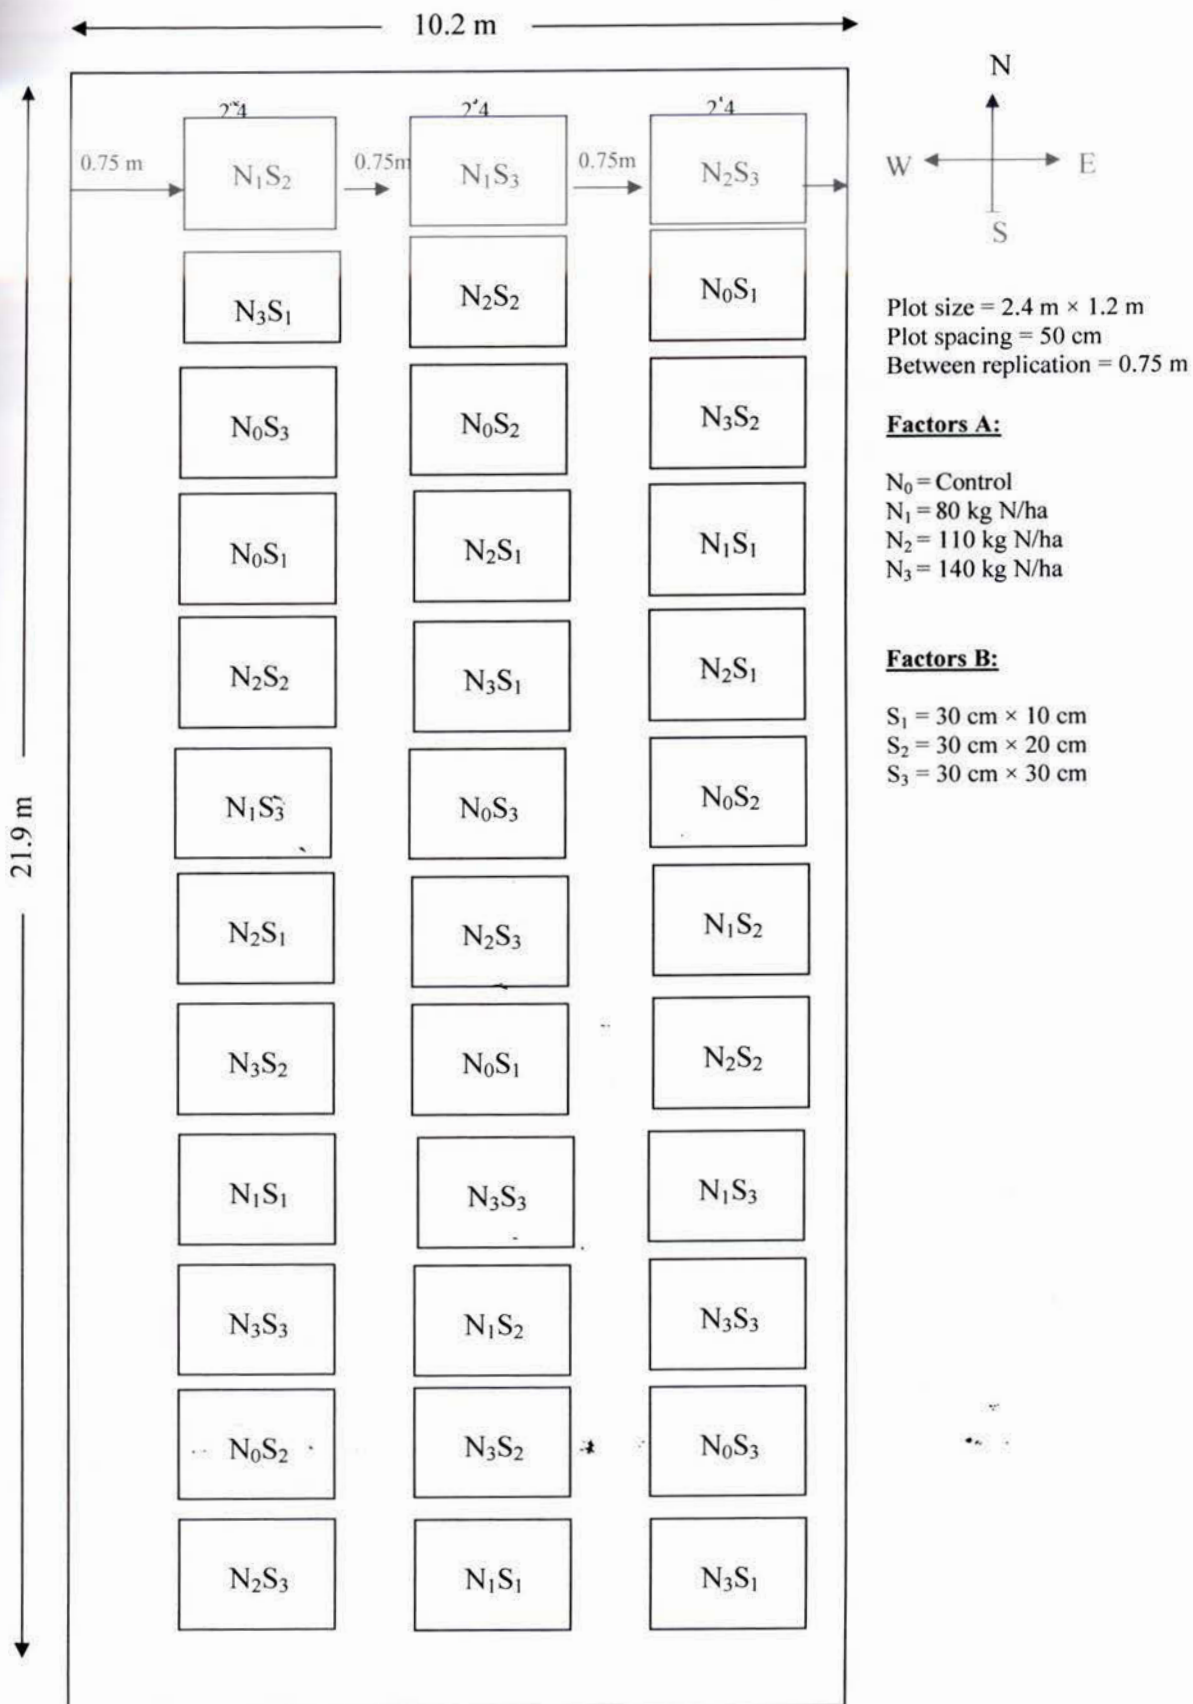 10.2 m
N
2.4 2.4 2.4
0.75 m N₁S₂ 0.75m N₁S₃ 0.75m N₂S₃
W E
S
N₃S₁ N₂S₂ N₀S₁
Plot size = 2.4 m × 1.2 m
Plot spacing = 50 cm
Between replication = 0.75 m
N₀S₃ N₀S₂ N₃S₂
Factors A:
N₀ = Control
N₁ = 80 kg N/ha
N₂ = 110 kg N/ha
N₃ = 140 kg N/ha
N₀S₁ N₂S₁ N₁S₁
N₂S₂ N₃S₁ N₂S₁
Factors B:
S₁ = 30 cm × 10 cm
S₂ = 30 cm × 20 cm
S₃ = 30 cm × 30 cm
N₁S₃ N₀S₃ N₀S₂
21.9 m
N₂S₁ N₂S₃ N₁S₂
N₃S₂ N₀S₁ N₂S₂
N₁S₁ N₃S₃ N₁S₃
N₃S₃ N₁S₂ N₃S₃
N₀S₂ N₃S₂ N₀S₃
N₂S₃ N₁S₁ N₃S₁